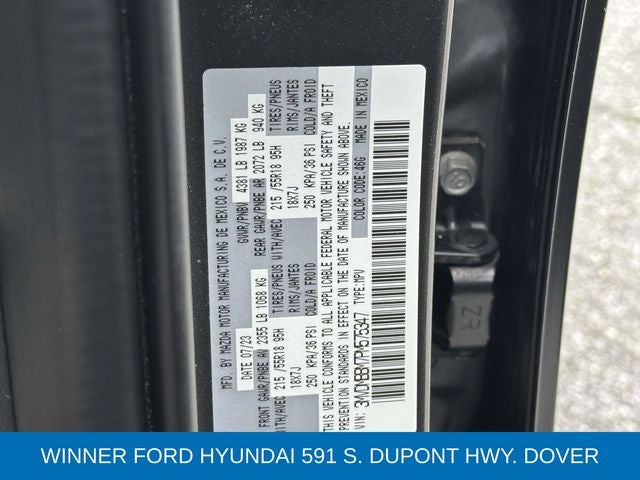 MFD. BY MAZDA MOTOR MANUFACTURING DE MEXICO S.A. DE C.V.
DATE 07/23 GVWR/PNBV 4381 LB 1987 KG
FRONT GAWR/PNBE AV 2355 LB 1068 KG REAR GAWR/PNBE AR 2072 LB 940 KG
WITH/AVEC 215/55R18 95H TIRES/PNEUS WITH/AVEC 215/55R18 95H TIRES/PNEUS
18X7J RIMS/JANTES 18X7J RIMS/JANTES
250 KPA/36 PSI COLD/A FROID 250 KPA/36 PSI COLD/A FROID
THIS VEHICLE CONFORMS TO ALL APPLICABLE FEDERAL MOTOR VEHICLE SAFETY AND THEFT
PREVENTION STANDARDS IN EFFECT ON THE DATE OF MANUFACTURE SHOWN ABOVE.
VIN: TYPE:MPV COLOR CODE:46G MADE IN MEXICO
ZR
WINNER FORD HYUNDAI 591 S. DUPONT HWY. DOVER